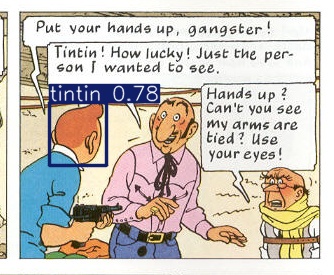 Put your hands up, gangster!
Tintin! How lucky! Just the per-
son I wanted to see.
tintin 0.78
Hands up?
Can't you see
my arms are
tied? Use
your eyes!